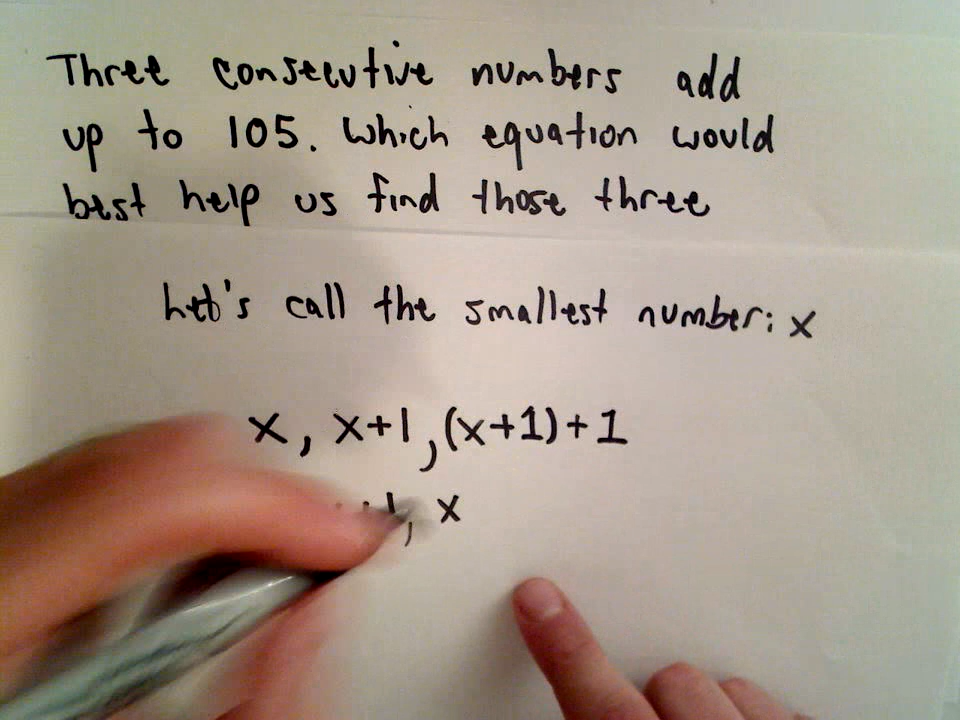 Three consecutive numbers add
up to 105. Which equation would
best help us find those three
Let's call the smallest number: x
x, x+1, (x+1)+1
+1, x